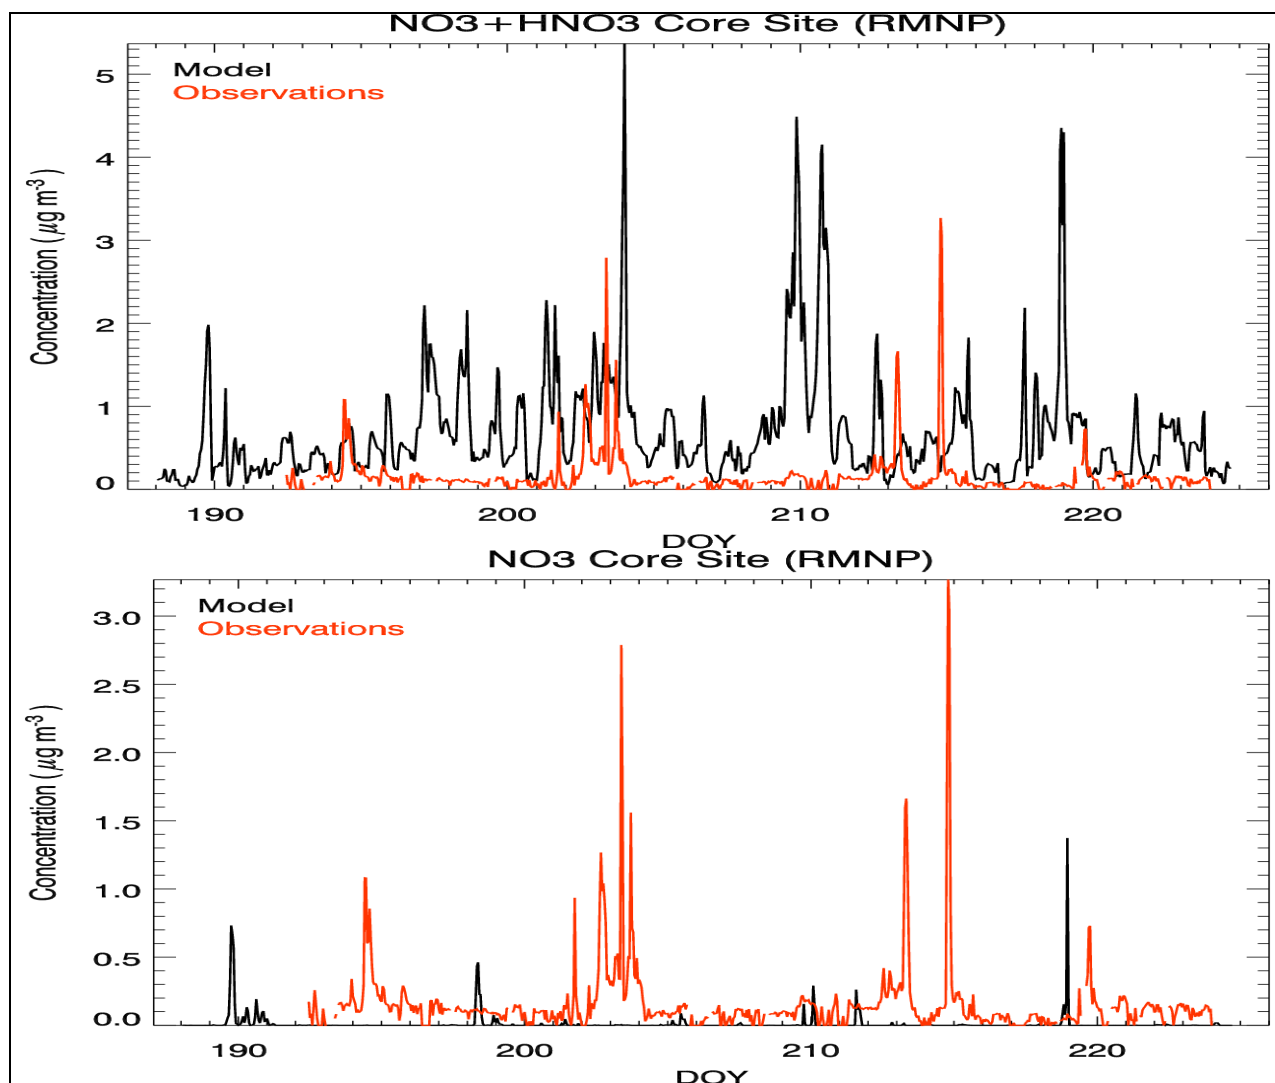 NO3+HNO3 Core Site (RMNP)
Model
Observations
5
4
3
2
1
0
Concentration (μg m-3)
190 200 210 220
DOY
NO3 Core Site (RMNP)
Model
Observations
3.0
2.5
2.0
1.5
1.0
0.5
0.0
Concentration (μg m-3)
190 200 210 220
DOY